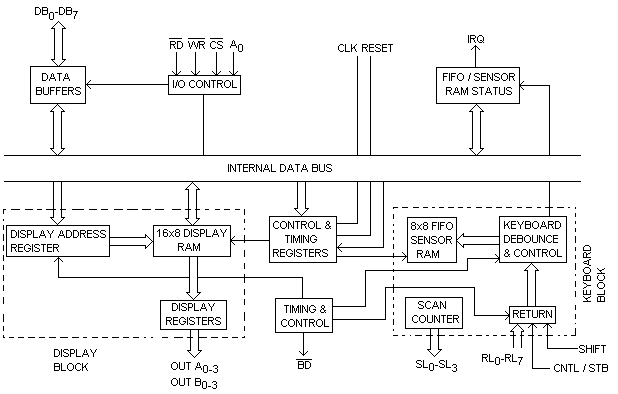 DB0-DB7
RD WR CS A0
CLK RESET
IRQ
DATA
BUFFERS
I/O CONTROL
FIFO / SENSOR
RAM STATUS
INTERNAL DATA BUS
DISPLAY ADDRESS
REGISTER
16x8 DISPLAY
RAM
CONTROL &
TIMING
REGISTERS
8x8 FIFO
SENSOR
RAM
KEYBOARD
DEBOUNCE
& CONTROL
KEYBOARD
BLOCK
DISPLAY
REGISTERS
TIMING &
CONTROL
SCAN
COUNTER
RETURN
DISPLAY
BLOCK
OUT A0-3
OUT B0-3
BD
SL0-SL3
RL0-RL7
SHIFT
CNTL / STB